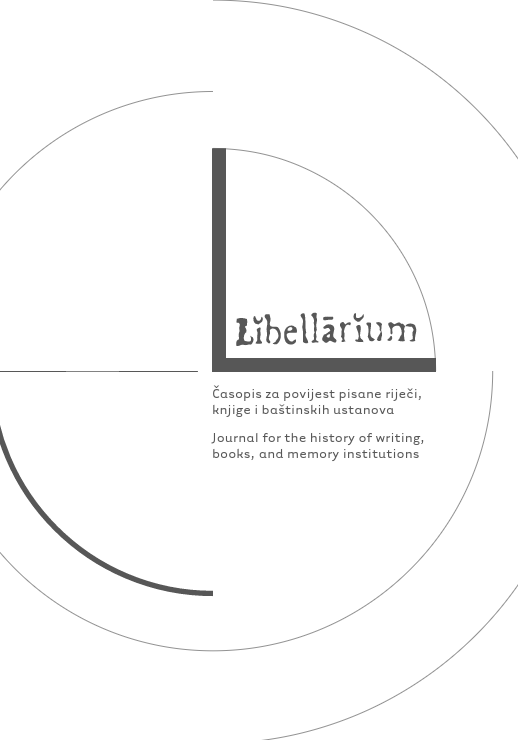 Lĭbellārĭum
Časopis za povijest pisane riječi,
knjige i baštinskih ustanova
Journal for the history of writing,
books, and memory institutions